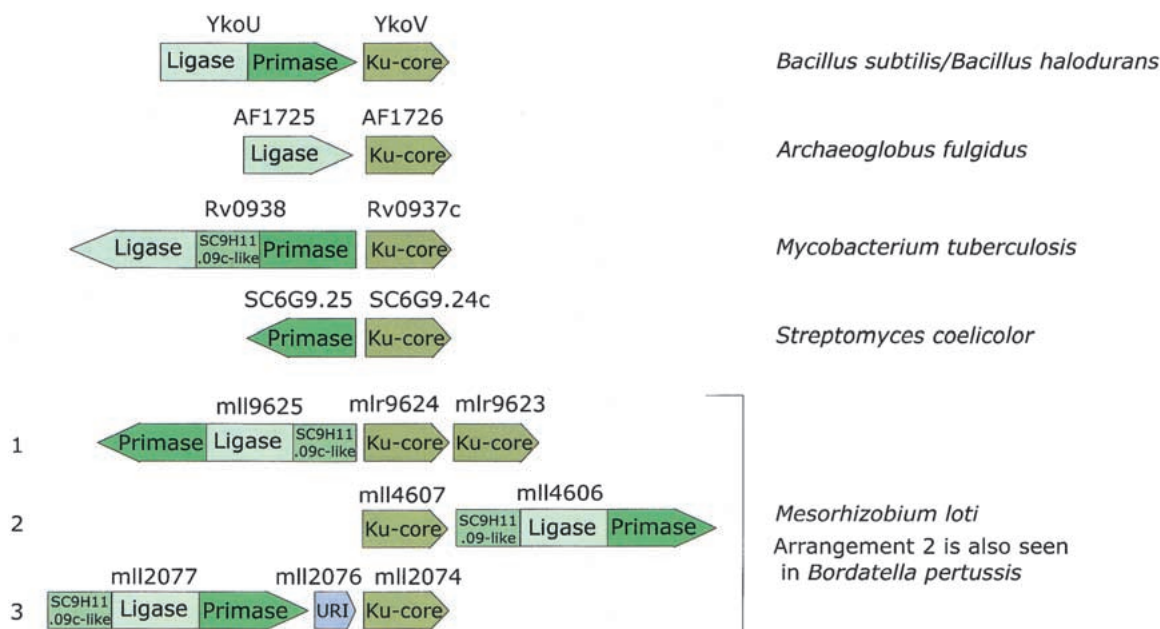 YkoU YkoV
Ligase Primase Ku-core Bacillus subtilis/Bacillus halodurans
AF1725 AF1726
Ligase Ku-core Archaeoglobus fulgidus
Rv0938 Rv0937c
Ligase SC9H11 Primase Ku-core Mycobacterium tuberculosis
.09c-like
SC6G9.25 SC6G9.24c
Primase Ku-core Streptomyces coelicolor
mll9625 mlr9624 mlr9623
1 Primase Ligase SC9H11 Ku-core Ku-core
.09c-like
mll4607 mll4606
2 Ku-core SC9H11 Ligase Primase
.09-like
Mesorhizobium loti
Arrangement 2 is also seen
in Bordatella pertussis
mll2077 mll2076 mll2074
3 SC9H11 Ligase Primase URI Ku-core
.09c-like